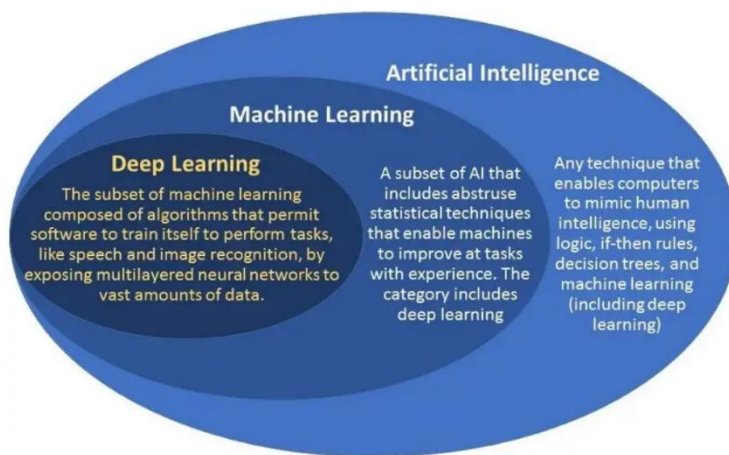 Artificial Intelligence
Machine Learning
Deep Learning
The subset of machine learning
composed of algorithms that permit
software to train itself to perform tasks,
like speech and image recognition, by
exposing multilayered neural networks to
vast amounts of data.
A subset of AI that
includes abstruse
statistical techniques
that enable machines
to improve at tasks
with experience. The
category includes
deep learning
Any technique that
enables computers
to mimic human
intelligence, using
logic, if-then rules,
decision trees, and
machine learning
(including deep
learning)